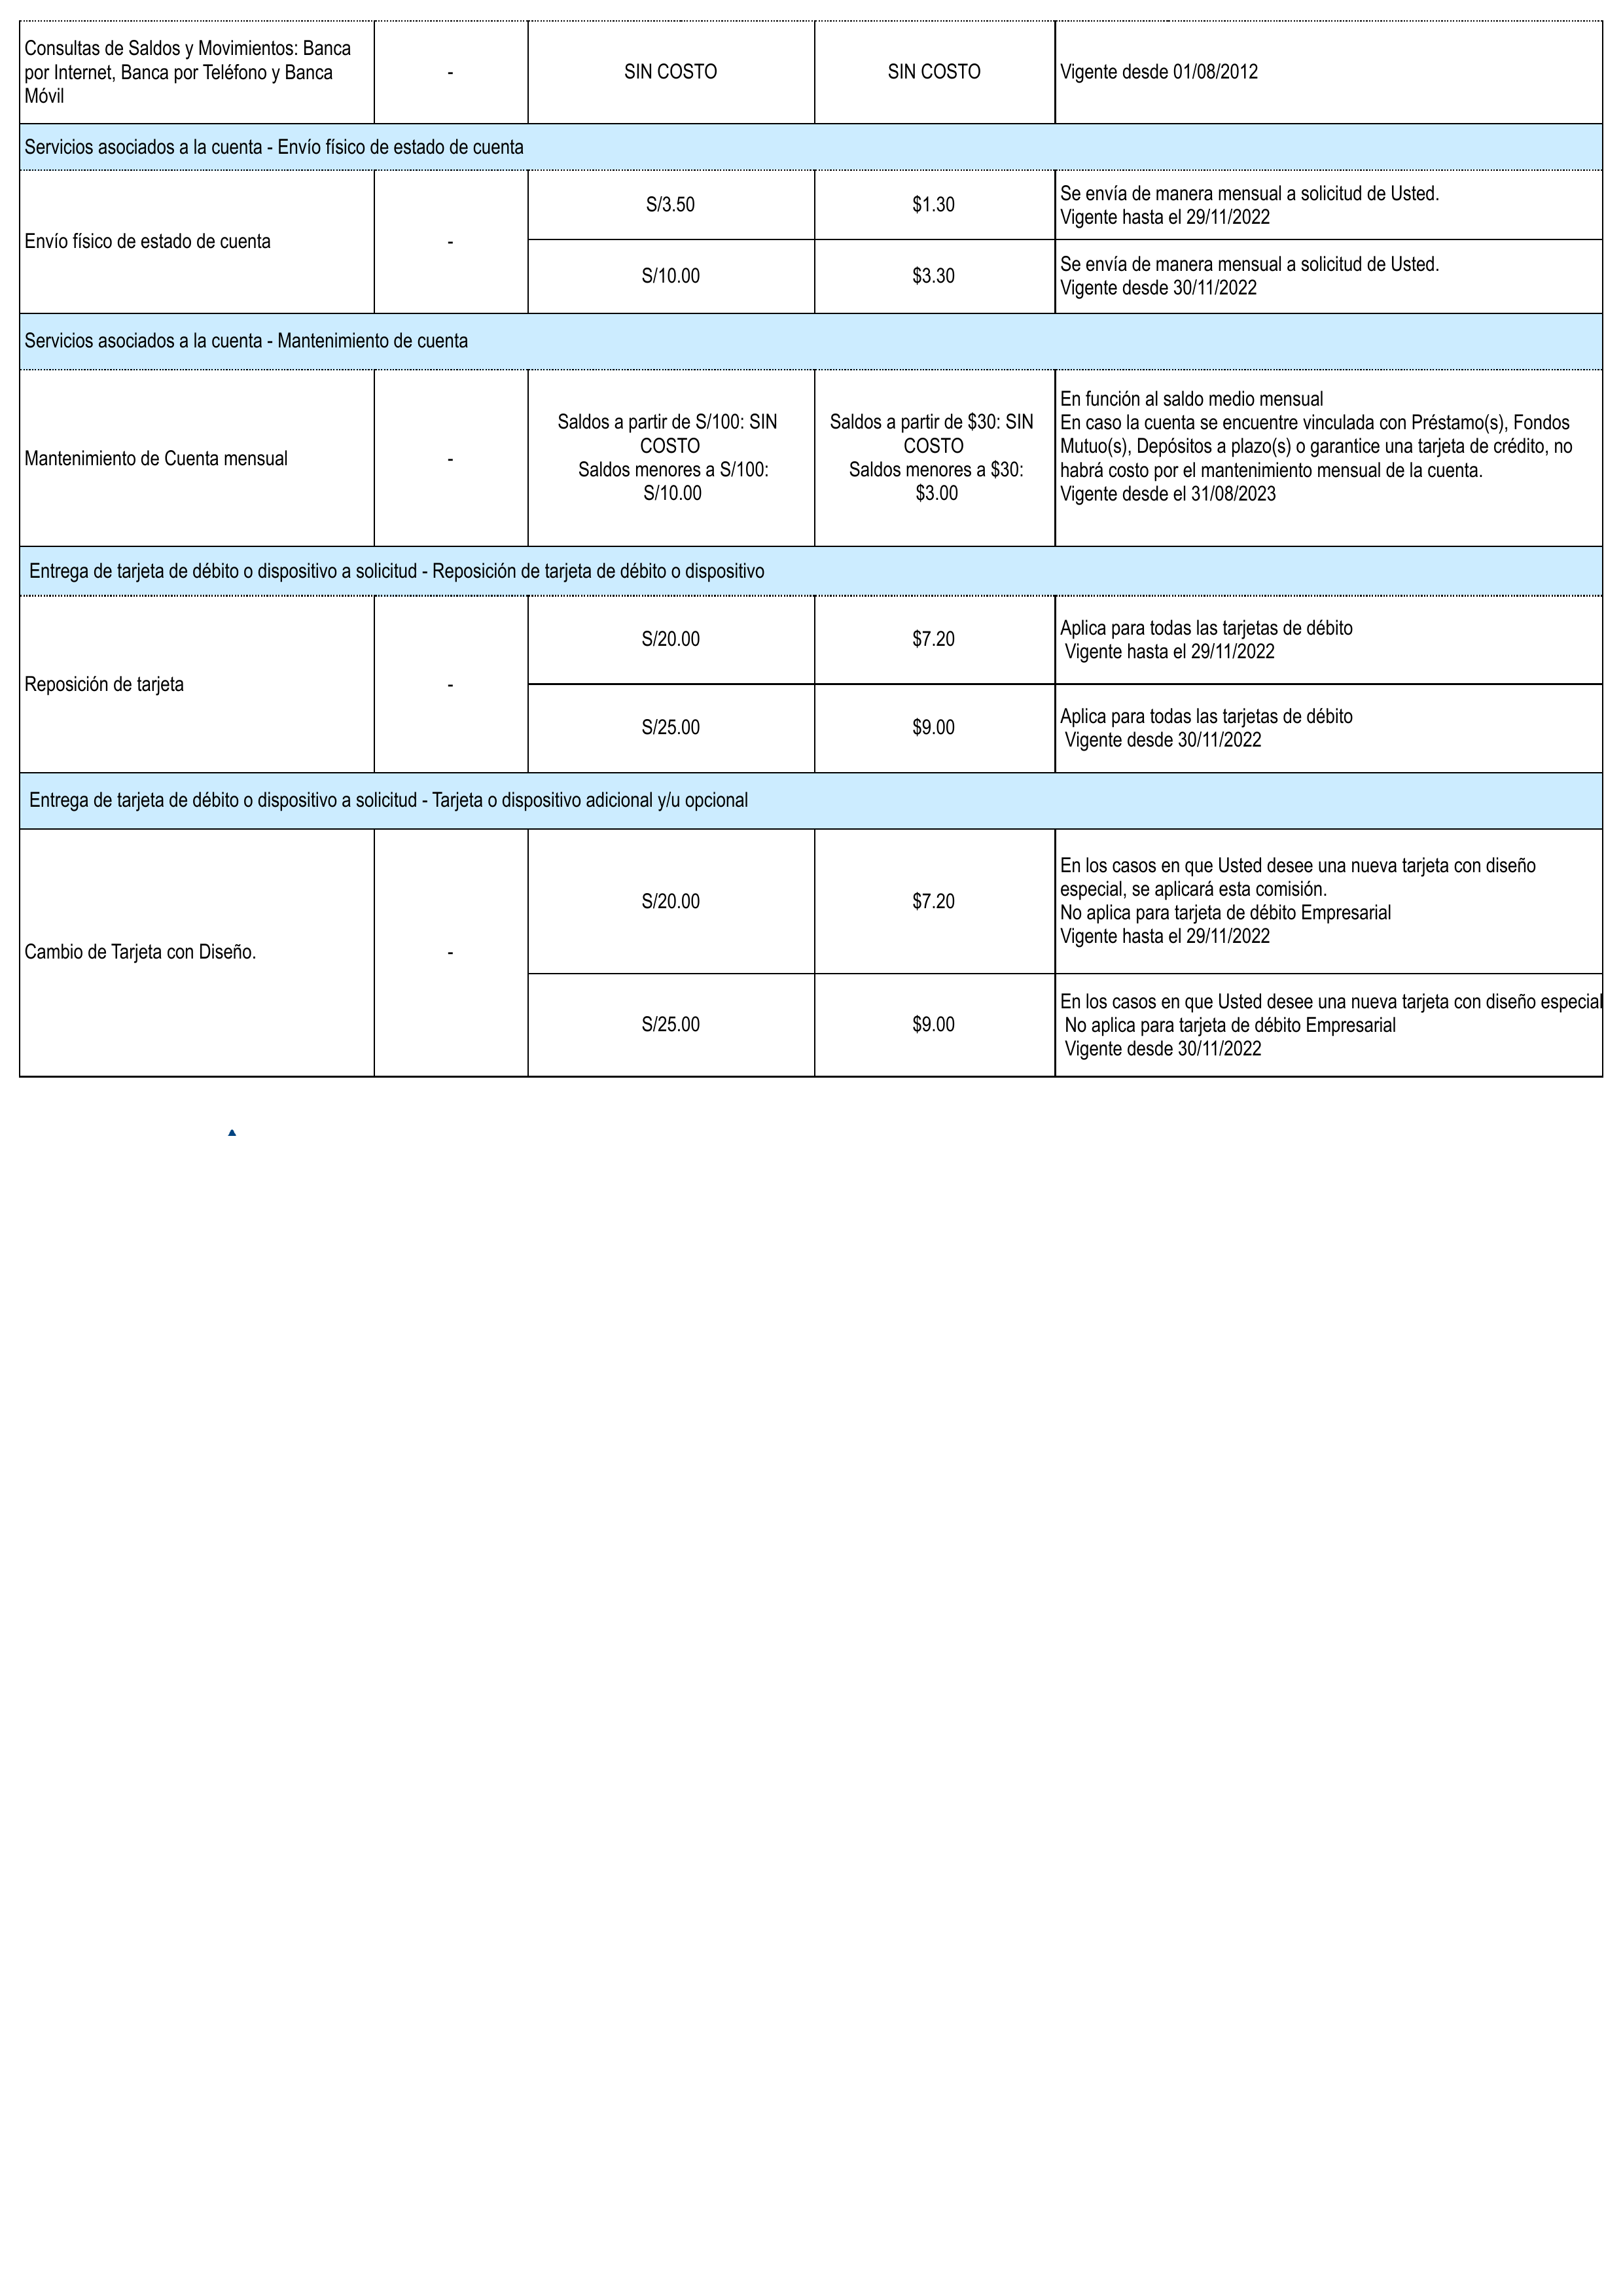 Consultas de Saldos y Movimientos: Banca
por Internet, Banca por Teléfono y Banca
Móvil
-
SIN COSTO
SIN COSTO
Vigente desde 01/08/2012
Servicios asociados a la cuenta - Envío físico de estado de cuenta
Envío físico de estado de cuenta
-
S/3.50
$1.30
Se envía de manera mensual a solicitud de Usted.
Vigente hasta el 29/11/2022
S/10.00
$3.30
Se envía de manera mensual a solicitud de Usted.
Vigente desde 30/11/2022
Servicios asociados a la cuenta - Mantenimiento de cuenta
Mantenimiento de Cuenta mensual
-
Saldos a partir de S/100: SIN
COSTO
Saldos menores a S/100:
S/10.00
Saldos a partir de $30: SIN
COSTO
Saldos menores a $30:
$3.00
En función al saldo medio mensual
En caso la cuenta se encuentre vinculada con Préstamo(s), Fondos
Mutuo(s), Depósitos a plazo(s) o garantice una tarjeta de crédito, no
habrá costo por el mantenimiento mensual de la cuenta.
Vigente desde el 31/08/2023
Entrega de tarjeta de débito o dispositivo a solicitud - Reposición de tarjeta de débito o dispositivo
Reposición de tarjeta
-
S/20.00
$7.20
Aplica para todas las tarjetas de débito
Vigente hasta el 29/11/2022
S/25.00
$9.00
Aplica para todas las tarjetas de débito
Vigente desde 30/11/2022
Entrega de tarjeta de débito o dispositivo a solicitud - Tarjeta o dispositivo adicional y/u opcional
Cambio de Tarjeta con Diseño.
-
S/20.00
$7.20
En los casos en que Usted desee una nueva tarjeta con diseño
especial, se aplicará esta comisión.
No aplica para tarjeta de débito Empresarial
Vigente hasta el 29/11/2022
S/25.00
$9.00
En los casos en que Usted desee una nueva tarjeta con diseño especial
No aplica para tarjeta de débito Empresarial
Vigente desde 30/11/2022